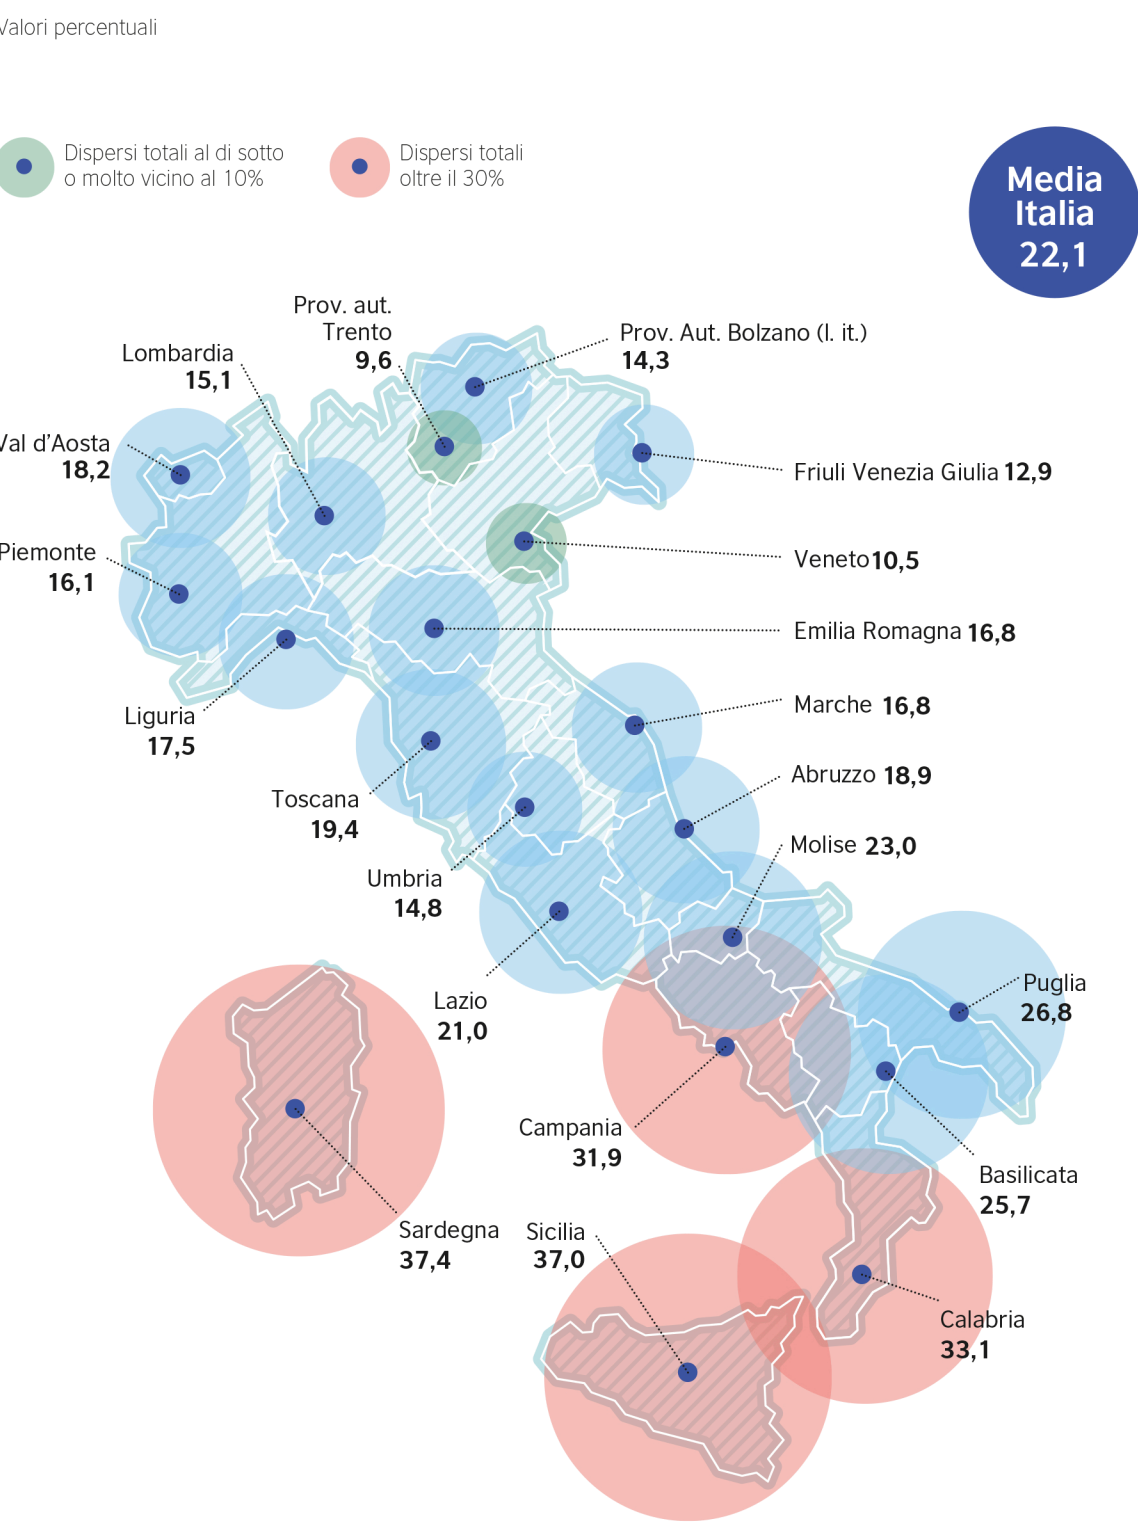 Valori percentuali
Dispersi totali al di sotto
o molto vicino al 10%
Dispersi totali
oltre il 30%
Media
Italia
22,1
Prov. aut.
Trento
9,6
Prov. Aut. Bolzano (l. it.)
14,3
Lombardia
15,1
Val d'Aosta
18,2
Friuli Venezia Giulia 12,9
Piemonte
16,1
Veneto 10,5
Emilia Romagna 16,8
Liguria
17,5
Marche 16,8
Abruzzo 18,9
Toscana
19,4
Molise 23,0
Umbria
14,8
Lazio
21,0
Puglia
26,8
Campania
31,9
Basilicata
25,7
Sardegna
37,4
Sicilia
37,0
Calabria
33,1